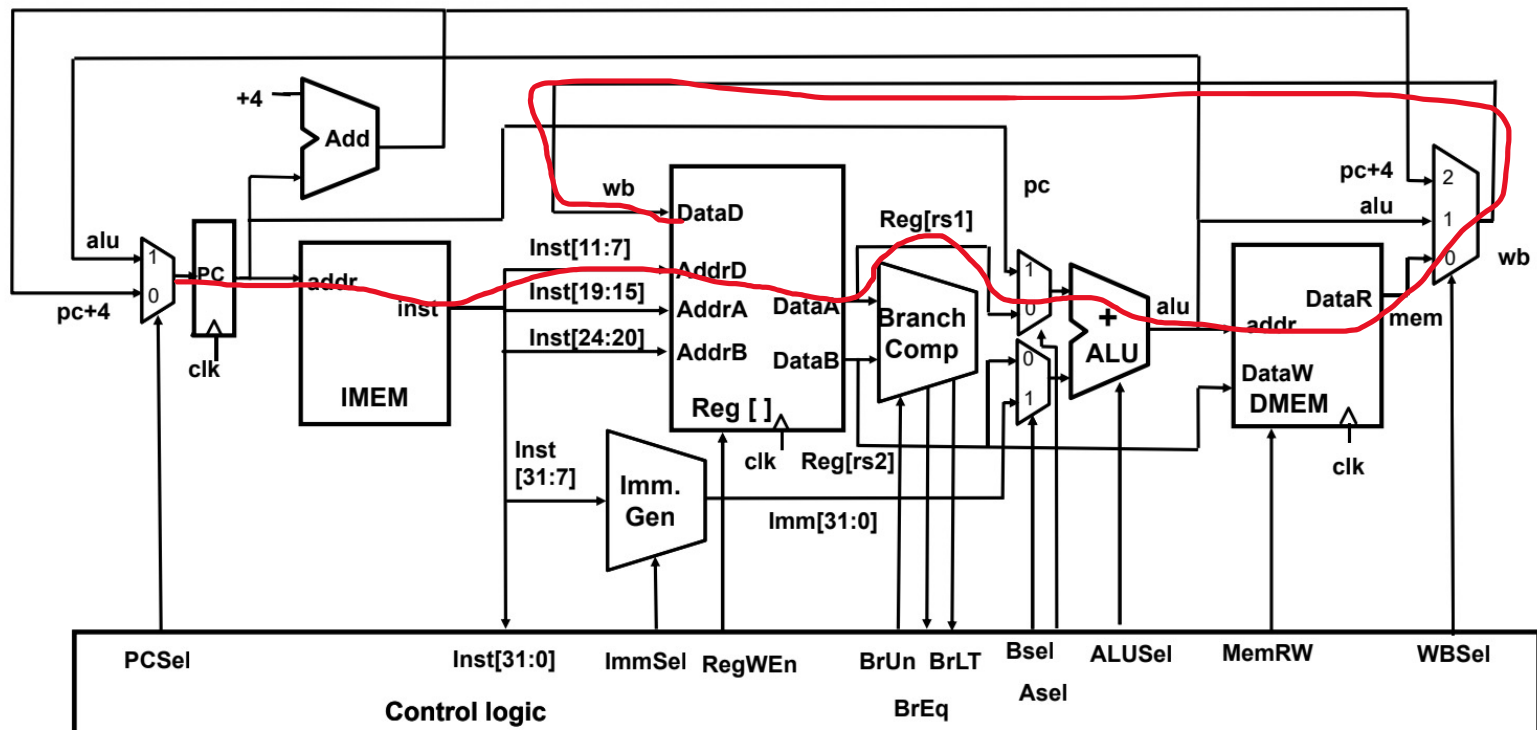 +4
Add
wb
DataD
pc
pc+4
2
alu
1
0
wb
Reg[rs1]
alu
1
0
pc+4
PC
clk
addr
inst
IMEM
Inst[11:7]
Inst[19:15]
Inst[24:20]
AddrD
AddrA
AddrB
DataA
DataB
Reg [ ]
clk
Branch
Comp
Reg[rs2]
1
0
0
1
+
ALU
alu
addr
DataR
DataW
DMEM
clk
mem
Inst
[31:7]
Imm.
Gen
Imm[31:0]
PCSel
Inst[31:0]
ImmSel
RegWEn
BrUn
BrLT
BrEq
Bsel
Asel
ALUSel
MemRW
WBSel
Control logic